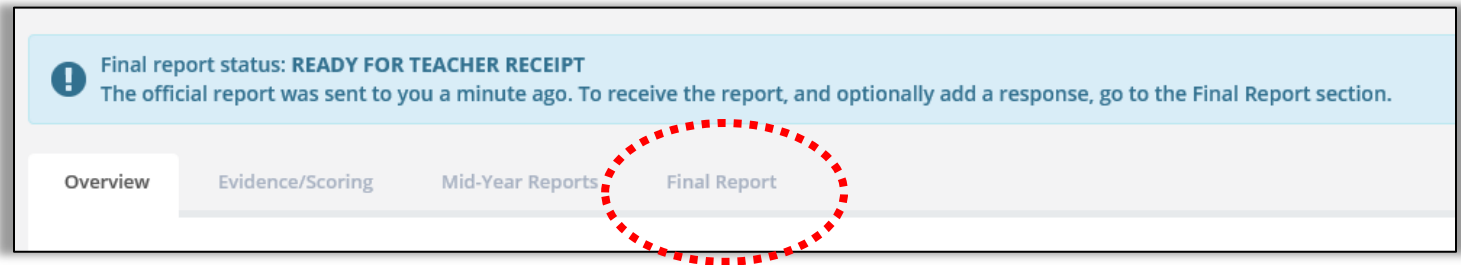 Final report status: READY FOR TEACHER RECEIPT
The official report was sent to you a minute ago. To receive the report, and optionally add a response, go to the Final Report section.
Overview Evidence/Scoring Mid-Year Reports Final Report